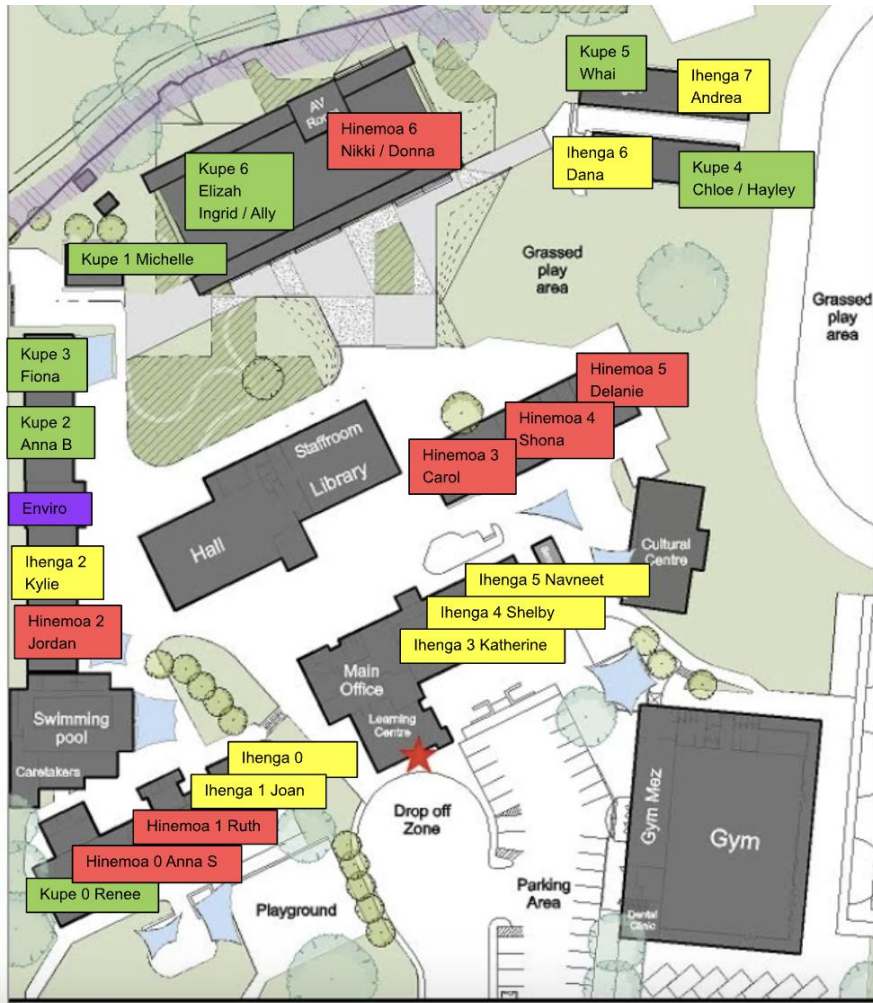 Kupe 5
Whai
Ihenga 7
Andrea
AV
Room
Hinemoa 6
Nikki / Donna
Ihenga 6
Dana
Kupe 4
Chloe / Hayley
Kupe 6
Elizah
Ingrid / Ally
Kupe 1 Michelle
Grassed
play
area
Grassed
play
area
Kupe 3
Fiona
Kupe 2
Anna B
Enviro
Ihenga 2
Kylie
Hinemoa 2
Jordan
Staffroom
Library
Hall
Hinemoa 5
Delanie
Hinemoa 4
Shona
Hinemoa 3
Carol
Cultural
Centre
Ihenga 5 Navneet
Ihenga 4 Shelby
Ihenga 3 Katherine
Main
Office
Learning
Centre
Swimming
pool
Caretakers
Ihenga 0
Ihenga 1 Joan
Hinemoa 1 Ruth
Hinemoa 0 Anna S
Kupe 0 Renee
Playground
Drop off
Zone
Parking
Area
Gym Mez
Gym
Dental
Clinic